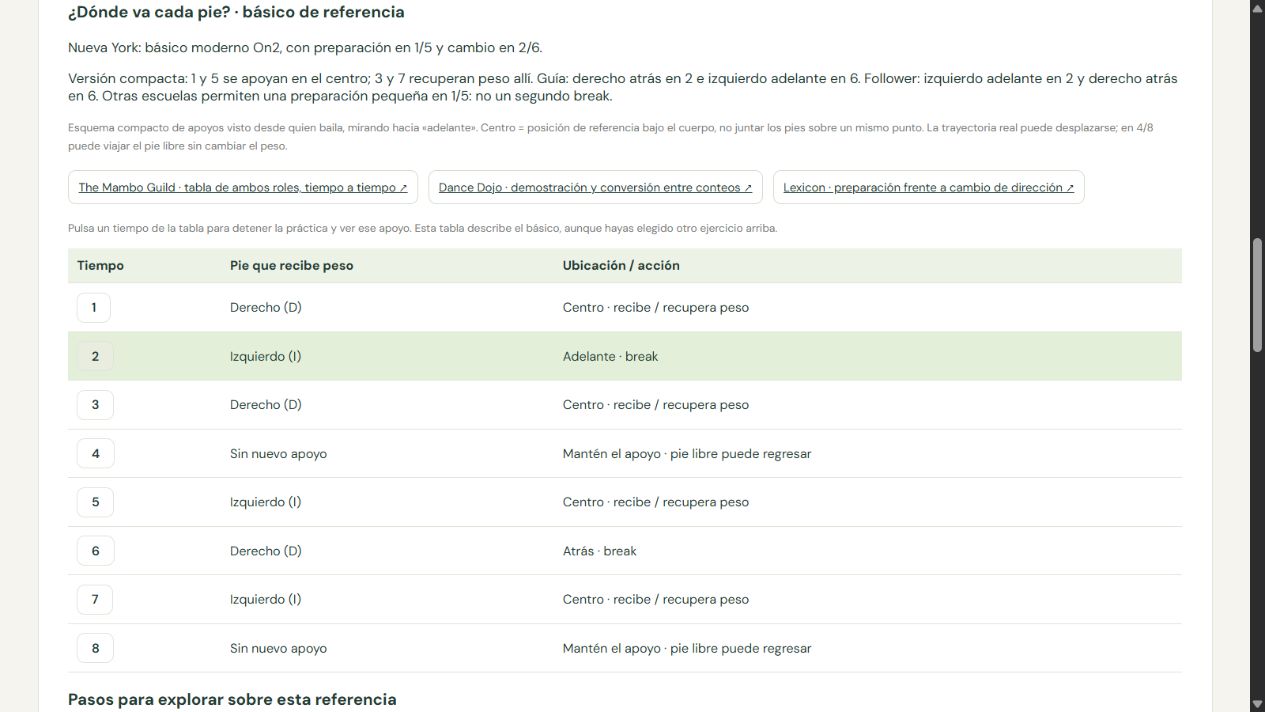 ¿Dónde va cada pie? · básico de referencia
Nueva York: básico moderno On2, con preparación en 1/5 y cambio en 2/6.
Versión compacta: 1 y 5 se apoyan en el centro; 3 y 7 recuperan peso allí. Guía: derecho atrás en 2 e izquierdo adelante en 6. Follower: izquierdo adelante en 2 y derecho atrás
en 6. Otras escuelas permiten una preparación pequeña en 1/5: no un segundo break.
Esquema compacto de apoyos visto desde quien baila, mirando hacia «adelante». Centro = posición de referencia bajo el cuerpo, no juntar los pies sobre un mismo punto. La trayectoria real puede desplazarse; en 4/8
puede viajar el pie libre sin cambiar el peso.
The Mambo Guild · tabla de ambos roles, tiempo a tiempo ↗ Dance Dojo · demostración y conversión entre conteos ↗ Lexicon · preparación frente a cambio de dirección ↗
Pulsa un tiempo de la tabla para detener la práctica y ver ese apoyo. Esta tabla describe el básico, aunque hayas elegido otro ejercicio arriba.
Tiempo Pie que recibe peso Ubicación / acción
1 Derecho (D) Centro · recibe / recupera peso
2 Izquierdo (I) Adelante · break
3 Derecho (D) Centro · recibe / recupera peso
4 Sin nuevo apoyo Mantén el apoyo · pie libre puede regresar
5 Izquierdo (I) Centro · recibe / recupera peso
6 Derecho (D) Atrás · break
7 Izquierdo (I) Centro · recibe / recupera peso
8 Sin nuevo apoyo Mantén el apoyo · pie libre puede regresar
Pasos para explorar sobre esta referencia